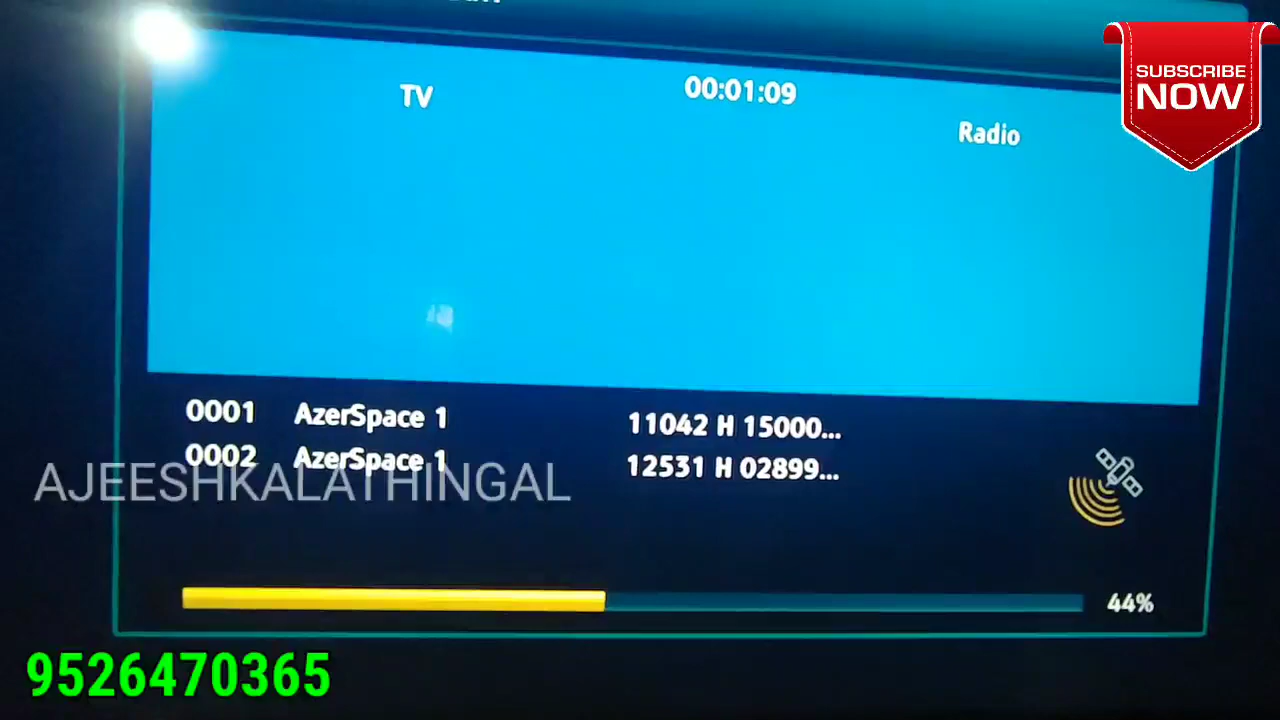 SUBSCRIBE
NOW
TV
00:01:09
Radio
0001 AzerSpace 1 11042 H 15000...
0002 AzerSpace 1 12531 H 02899...
AJEESHKALATHINGAL
44%
9526470365